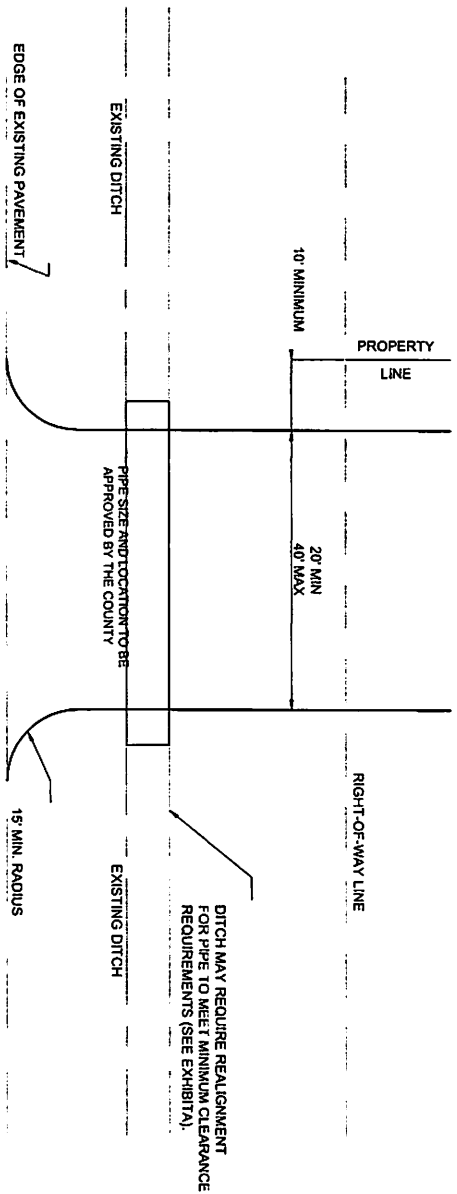 PROPERTY
LINE
10' MINIMUM
20' MIN
40' MAX
RIGHT-OF-WAY LINE
EXISTING DITCH
PIPE SIZE AND LOCATION TO BE
APPROVED BY THE COUNTY
EXISTING DITCH
DITCH MAY REQUIRE REALIGNMENT
FOR PIPE TO MEET MINIMUM CLEARANCE
REQUIREMENTS (SEE EXHIBITA).
EDGE OF EXISTING PAVEMENT
15' MIN. RADIUS